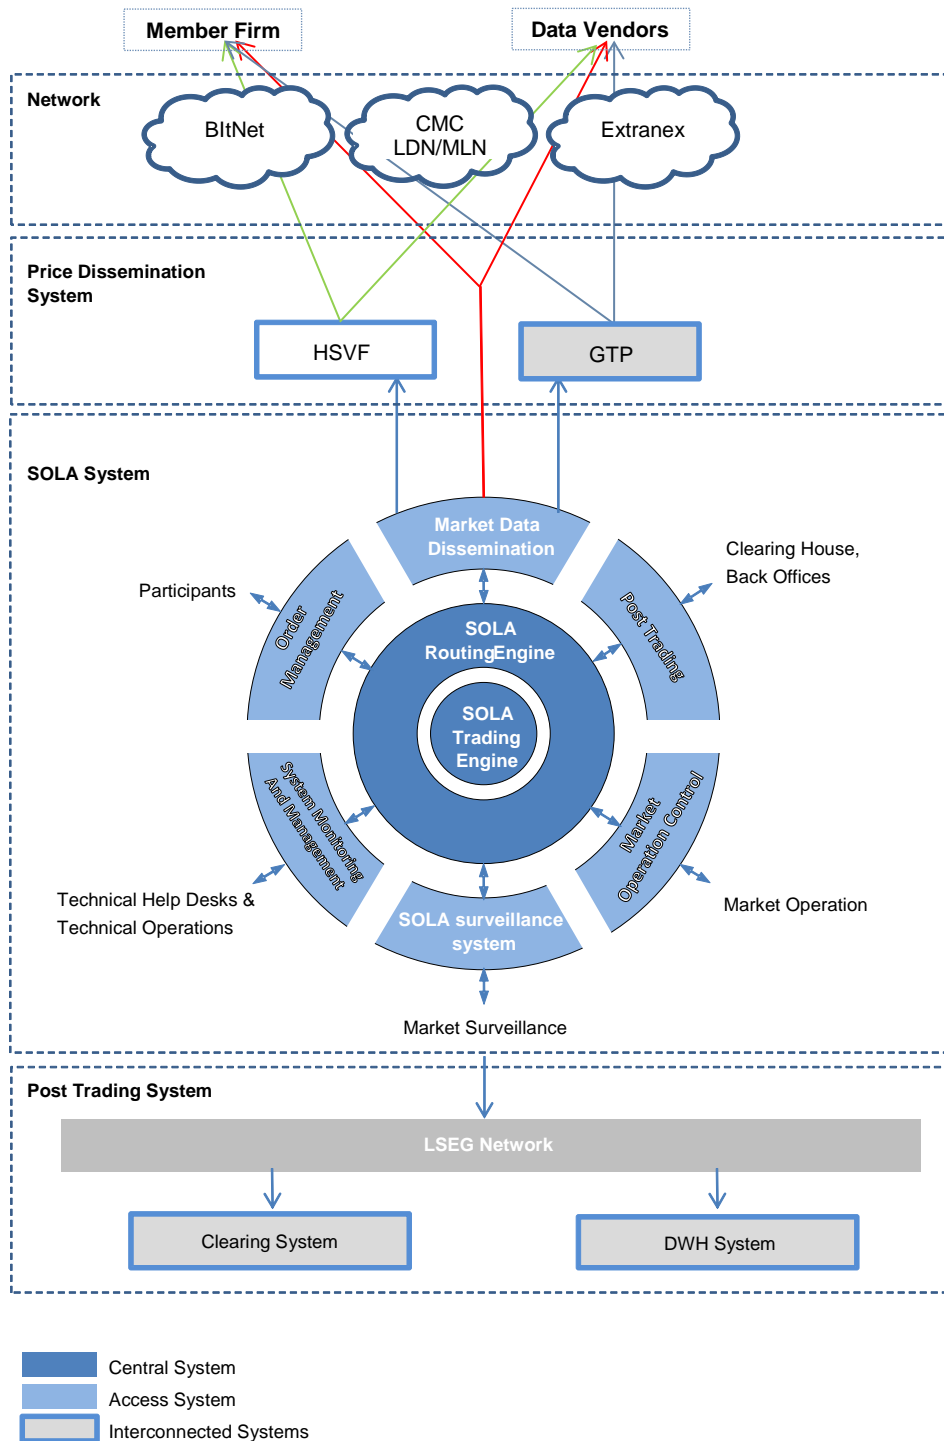 Member Firm
Data Vendors
Network
BItNet
CMC
LDN/MLN
Extranex
Price Dissemination
System
HSVF
GTP
SOLA System
Market Data
Dissemination
Clearing House,
Back Offices
Participants
Order
Management
Post Trading
SOLA
RoutingEngine
SOLA
Trading
Engine
System Monitoring
And Management
Market
Operation Control
Technical Help Desks &
Technical Operations
SOLA surveillance
system
Market Operation
Market Surveillance
Post Trading System
LSEG Network
Clearing System
DWH System
Central System
Access System
Interconnected Systems